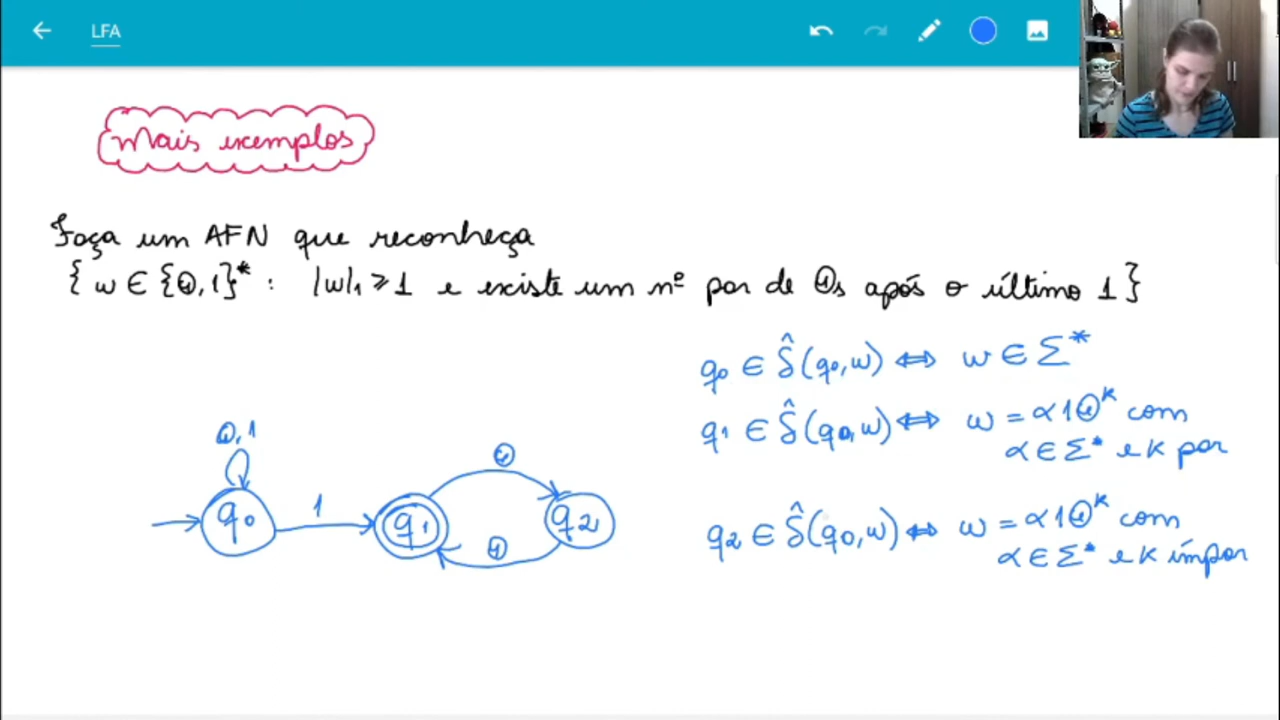 LFA
Mais exemplos
Faça um AFN que reconheça
{ w ∈ {0,1}* : |w|₁ ≥ 1 e existe um nº par de 0s após o último 1 }
q0 ∈ δ̂(q0,w) ⇔ w ∈ Σ*
q1 ∈ δ̂(q0,w) ⇔ w = α10^k com
α ∈ Σ* e k par
q2 ∈ δ̂(q0,w) ⇔ w = α10^k com
α ∈ Σ* e k ímpar
0,1
q0
1
q1
0
q2
0